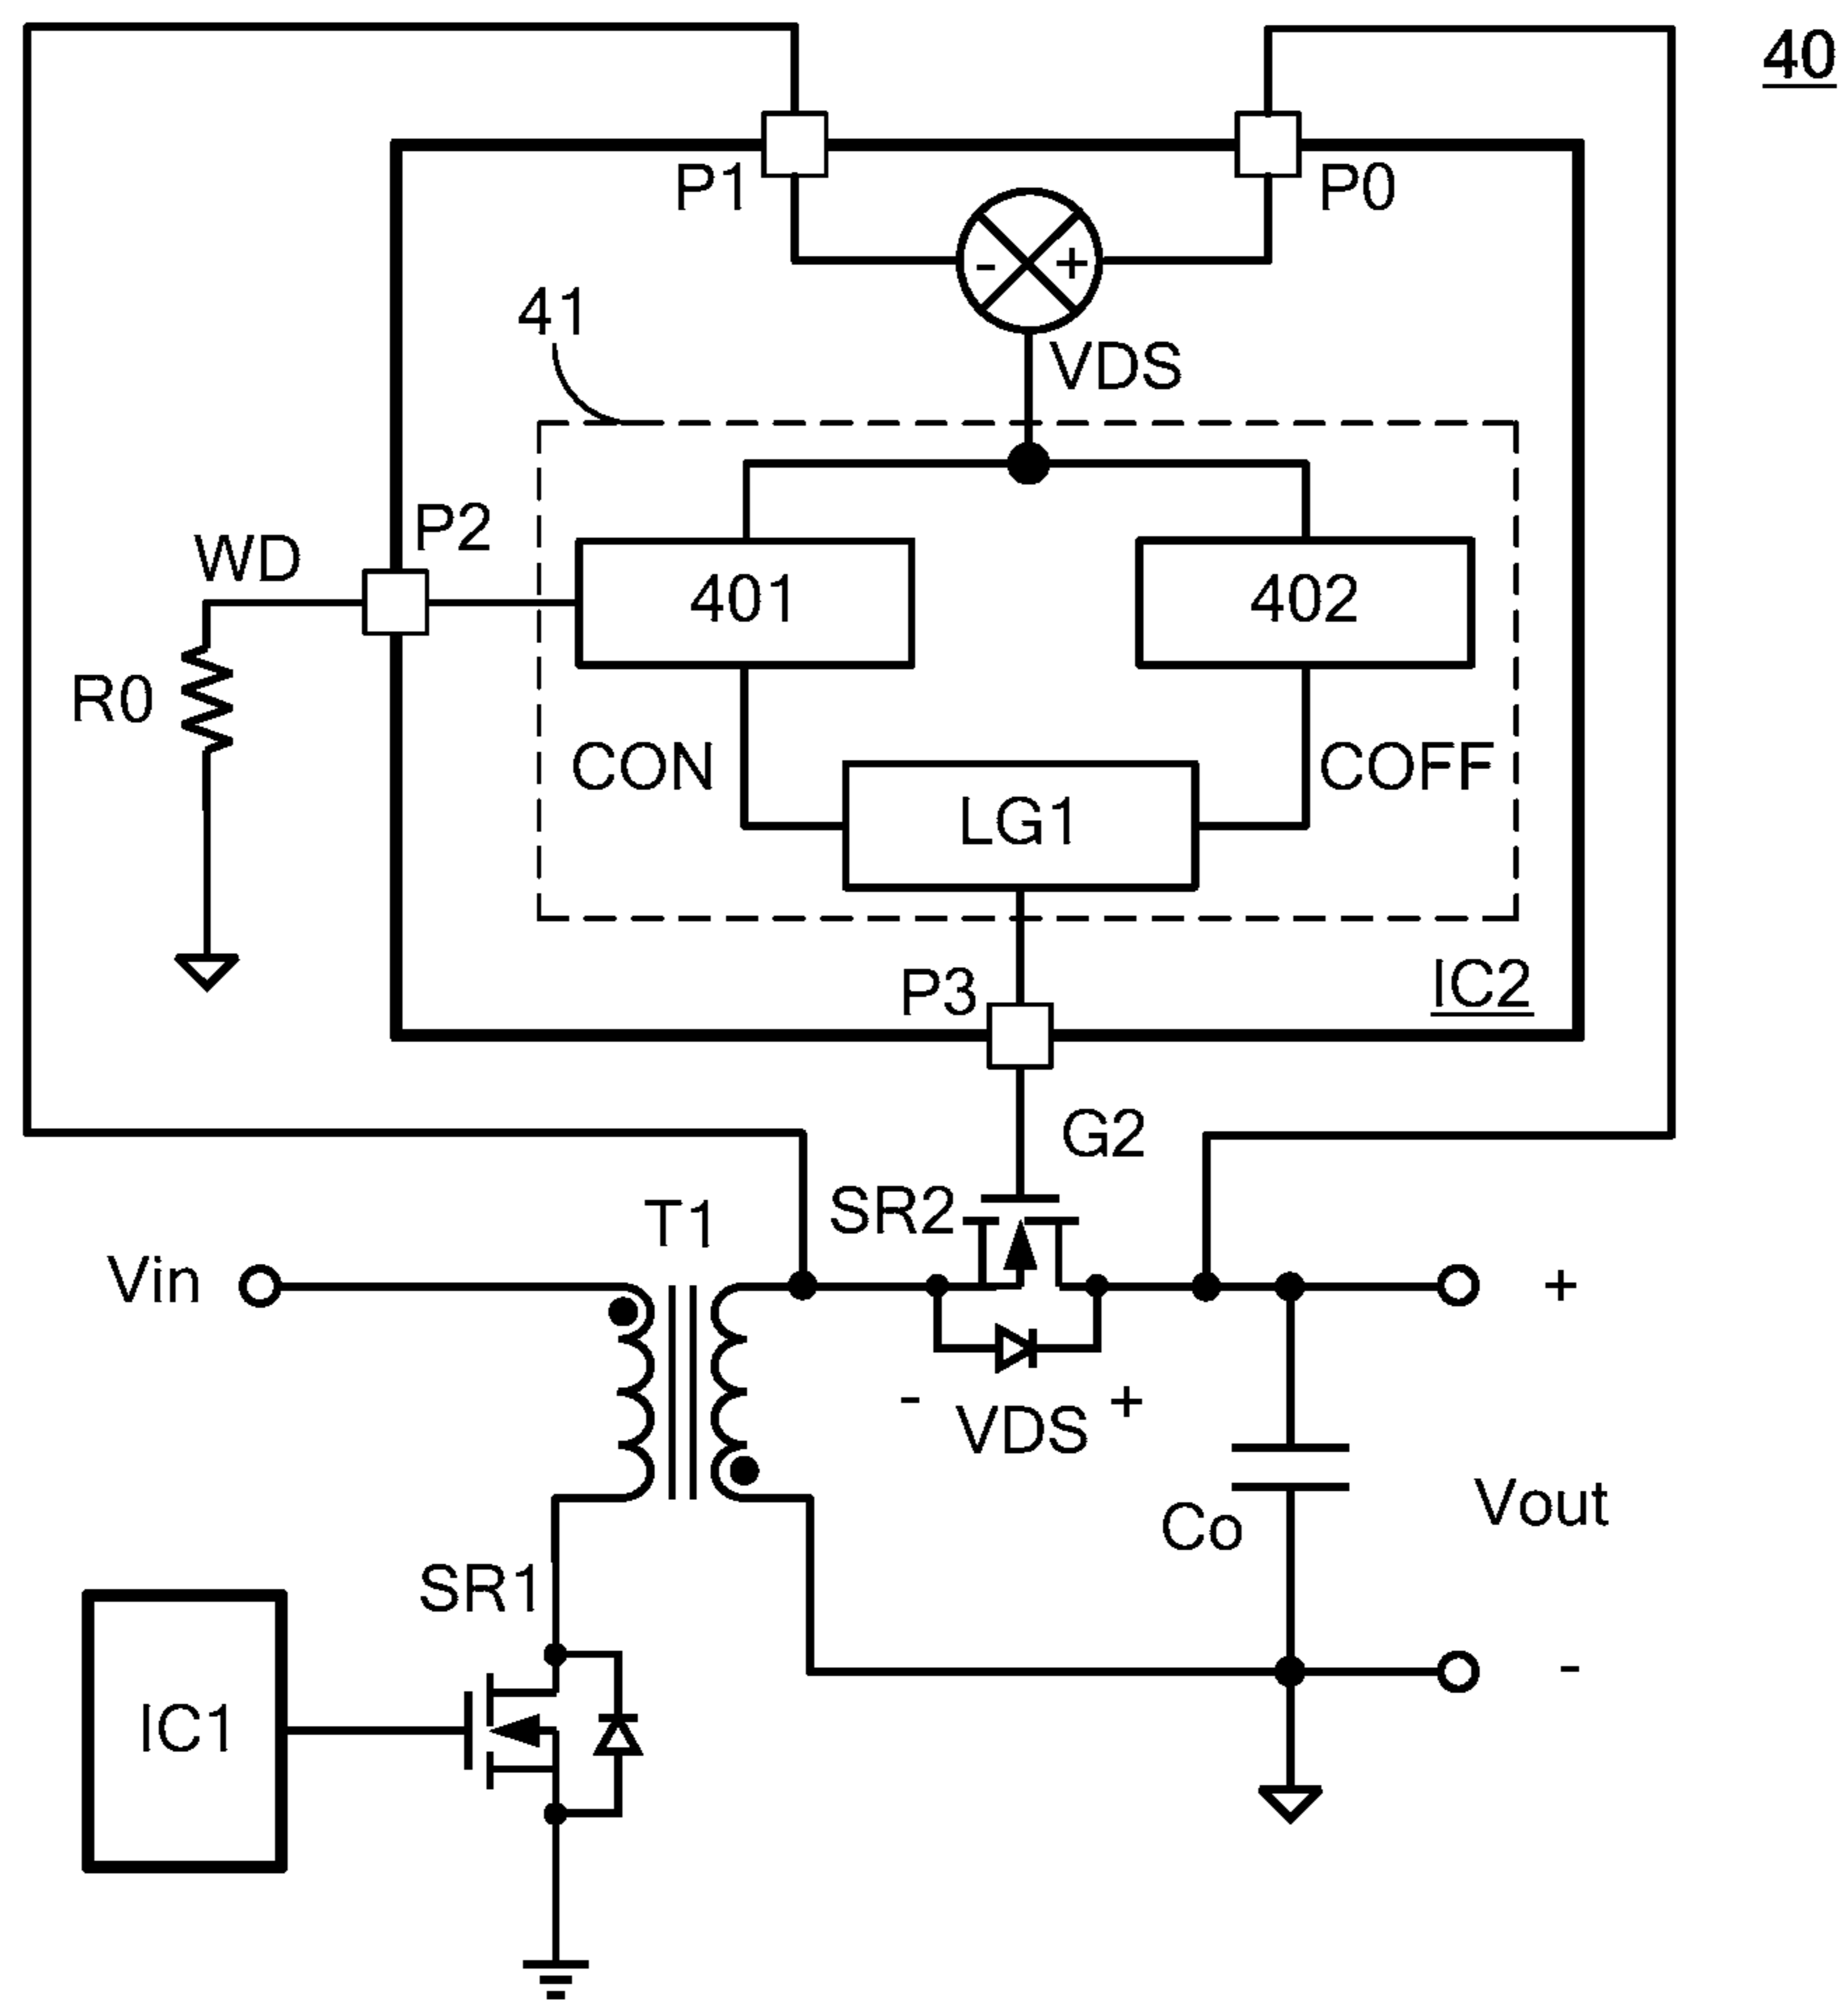 40
P1
P0
- +
41
VDS
P2
WD
401
402
R0
CON
COFF
LG1
P3
IC2
G2
SR2
T1
Vin
+
- VDS +
Vout
Co
SR1
-
IC1